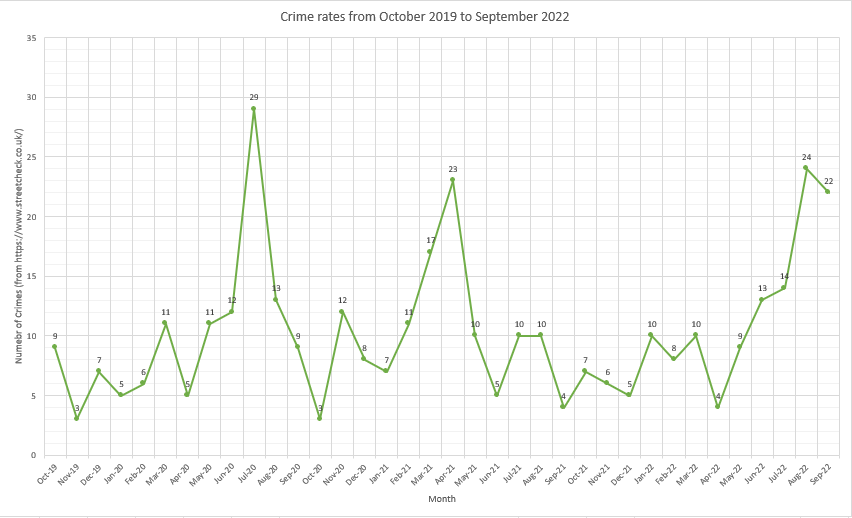 Crime rates from October 2019 to September 2022
Numebr of Crimes (from https://www.streetcheck.co.uk/)
35
30
25
20
15
10
5
0
9
3
7
5
6
11
5
11
12
29
13
9
3
12
8
7
11
17
23
10
5
10
10
4
7
6
5
10
8
10
4
9
13
14
24
22
Oct-19
Nov-19
Dec-19
Jan-20
Feb-20
Mar-20
Apr-20
May-20
Jun-20
Jul-20
Aug-20
Sep-20
Oct-20
Nov-20
Dec-20
Jan-21
Feb-21
Mar-21
Apr-21
May-21
Jun-21
Jul-21
Aug-21
Sep-21
Oct-21
Nov-21
Dec-21
Jan-22
Feb-22
Mar-22
Apr-22
May-22
Jun-22
Jul-22
Aug-22
Sep-22
Month